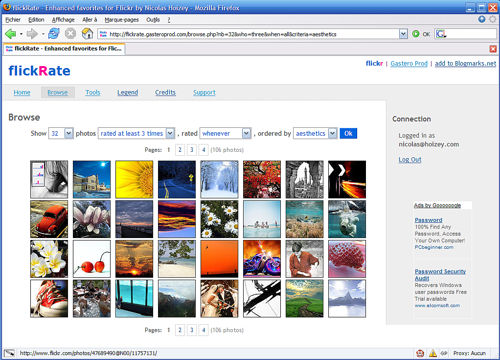 flickRate - Enhanced favorites for Flickr by Nicolas Hoizey - Mozilla Firefox
Fichier Edition Affichage Aller à Marque-pages Outils ?
http://flickrate.gasteroprod.com/browse.php?nb=32&who=three&when=all&criteria=aesthetics OK
flickRate - Enhanced favorites for Flic...
flickr | Gastero Prod | add to Blogmarks.net
flickRate
Home Browse Tools Legend Credits Support
Browse
Show 32 photos rated at least 3 times , rated whenever , ordered by aesthetics Ok
Pages: 1 2 3 4 (106 photos)
Connection
Logged in as
nicolas@hoizey.com
Log Out
Ads by Goooooogle
Password
100% Find Any
Password, Access
Your Own Computer!
PCbeginner.com
Password Security
Audit
Recovers Windows
user passwords Free
Trial available
www.elcomsoft.com
Pages: 1 2 3 4 (106 photos)
http://www.flickr.com/photos/47689490@N00/11757131/
Proxy: Aucun